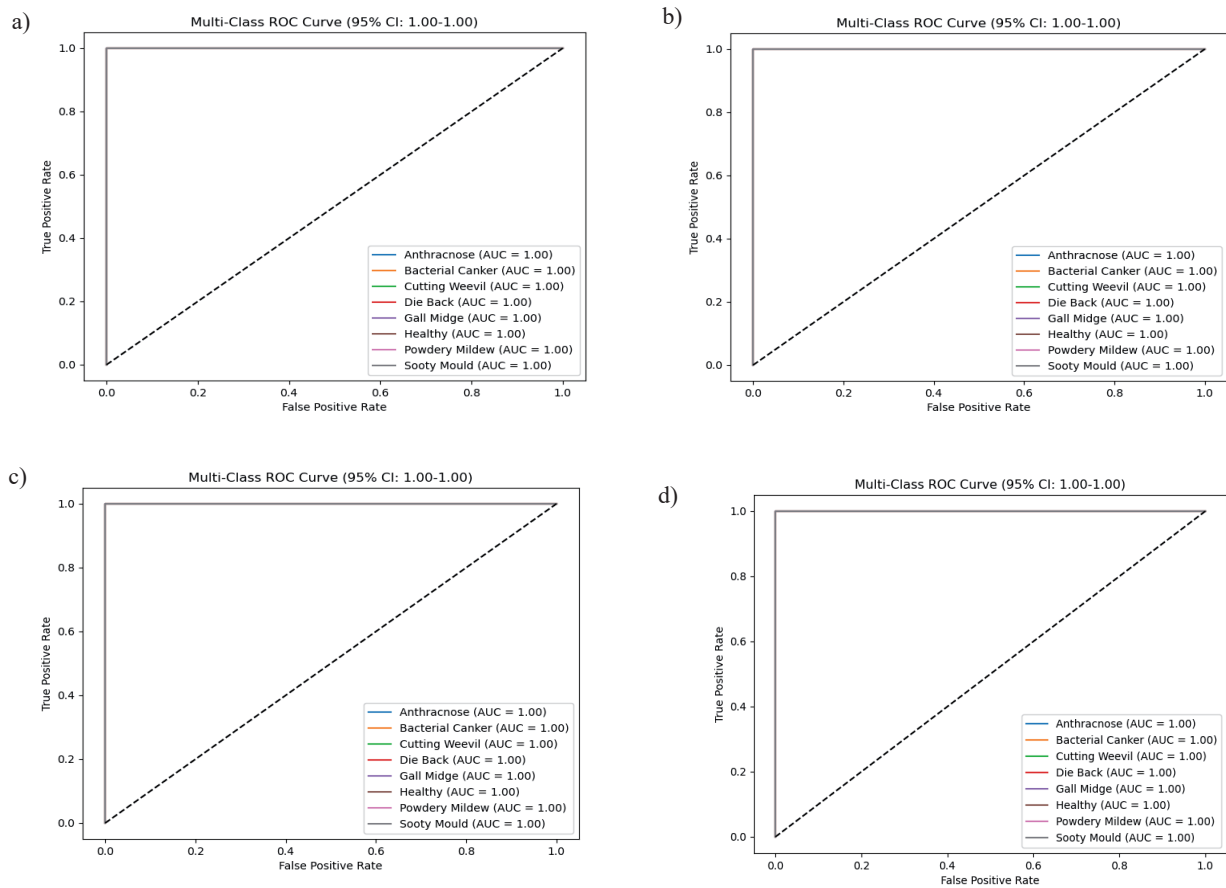 a)
Multi-Class ROC Curve (95% CI: 1.00-1.00)
1.0
0.8
0.6
0.4
0.2
0.0
True Positive Rate
Anthracnose (AUC = 1.00)
Bacterial Canker (AUC = 1.00)
Cutting Weevil (AUC = 1.00)
Die Back (AUC = 1.00)
Gall Midge (AUC = 1.00)
Healthy (AUC = 1.00)
Powdery Mildew (AUC = 1.00)
Sooty Mould (AUC = 1.00)
0.0 0.2 0.4 0.6 0.8 1.0
False Positive Rate
b)
Multi-Class ROC Curve (95% CI: 1.00-1.00)
1.0
0.8
0.6
0.4
0.2
0.0
True Positive Rate
Anthracnose (AUC = 1.00)
Bacterial Canker (AUC = 1.00)
Cutting Weevil (AUC = 1.00)
Die Back (AUC = 1.00)
Gall Midge (AUC = 1.00)
Healthy (AUC = 1.00)
Powdery Mildew (AUC = 1.00)
Sooty Mould (AUC = 1.00)
0.0 0.2 0.4 0.6 0.8 1.0
False Positive Rate
c)
Multi-Class ROC Curve (95% CI: 1.00-1.00)
1.0
0.8
0.6
0.4
0.2
0.0
True Positive Rate
Anthracnose (AUC = 1.00)
Bacterial Canker (AUC = 1.00)
Cutting Weevil (AUC = 1.00)
Die Back (AUC = 1.00)
Gall Midge (AUC = 1.00)
Healthy (AUC = 1.00)
Powdery Mildew (AUC = 1.00)
Sooty Mould (AUC = 1.00)
0.0 0.2 0.4 0.6 0.8 1.0
False Positive Rate
d)
Multi-Class ROC Curve (95% CI: 1.00-1.00)
1.0
0.8
0.6
0.4
0.2
0.0
True Positive Rate
Anthracnose (AUC = 1.00)
Bacterial Canker (AUC = 1.00)
Cutting Weevil (AUC = 1.00)
Die Back (AUC = 1.00)
Gall Midge (AUC = 1.00)
Healthy (AUC = 1.00)
Powdery Mildew (AUC = 1.00)
Sooty Mould (AUC = 1.00)
0.0 0.2 0.4 0.6 0.8 1.0
False Positive Rate